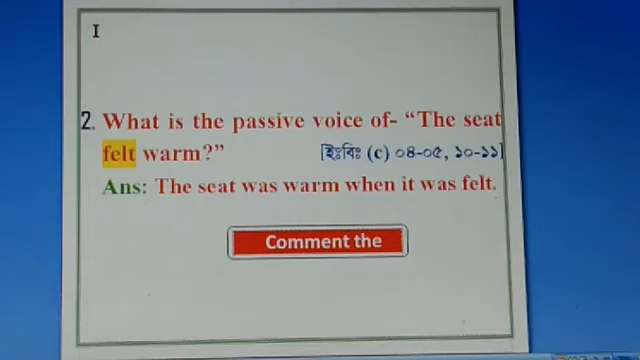 2. What is the passive voice of- “The seat
felt warm?” [ইঃবিঃ (c) ০৪-০৫, ১০-১১]
Ans: The seat was warm when it was felt.
Comment the